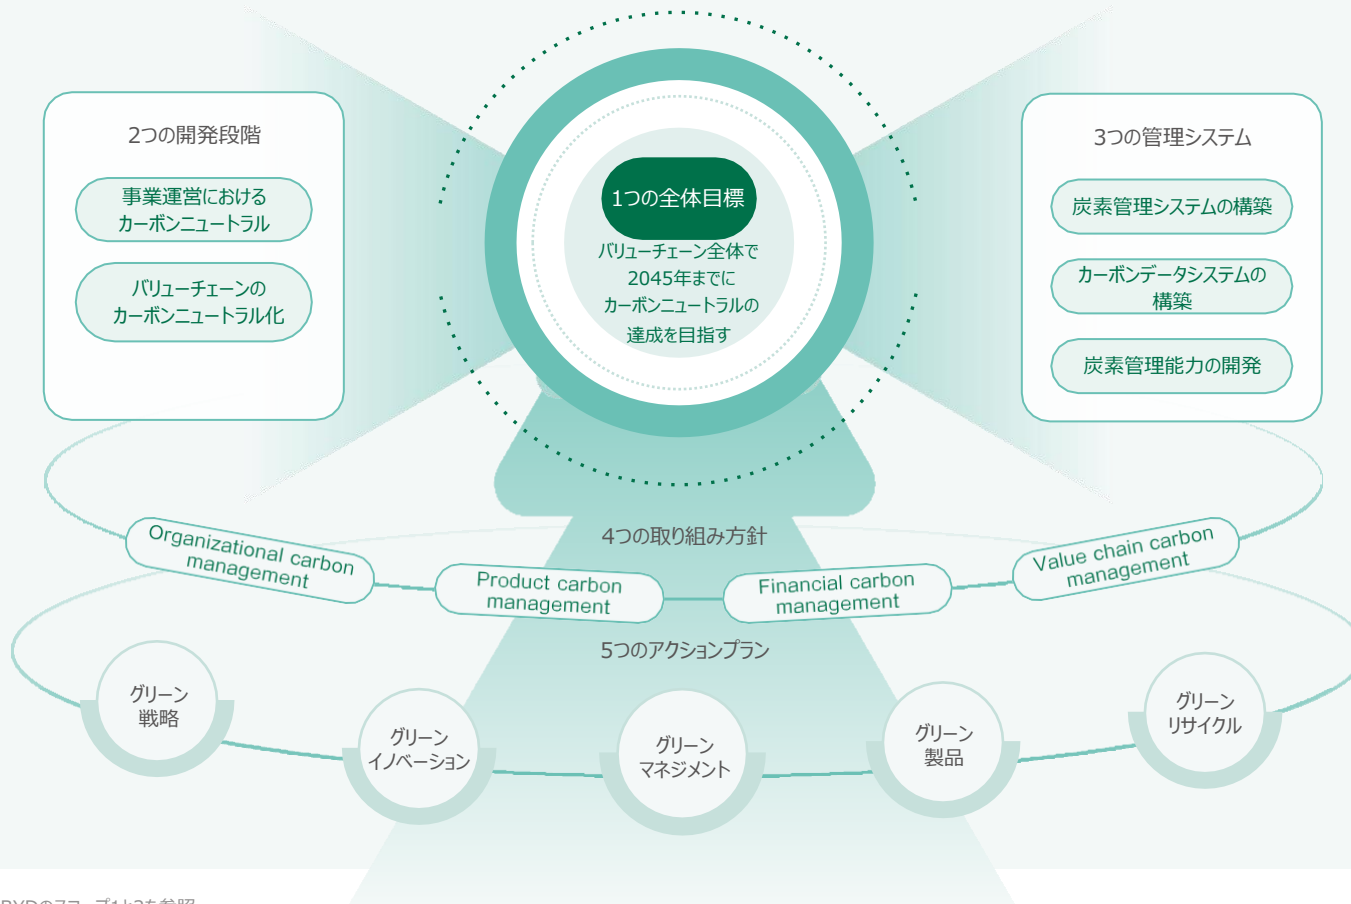 2つの開発段階
事業運営における
カーボンニュートラル
バリューチェーンの
カーボンニュートラル化
1つの全体目標
バリューチェーン全体で
2045年までに
カーボンニュートラルの
達成を目指す
3つの管理システム
炭素管理システムの構築
カーボンデータシステムの
構築
炭素管理能力の開発
4つの取り組み方針
Organizational carbon
management
Product carbon
management
Financial carbon
management
Value chain carbon
management
5つのアクションプラン
グリーン
戦略
グリーン
イノベーション
グリーン
マネジメント
グリーン
製品
グリーン
リサイクル